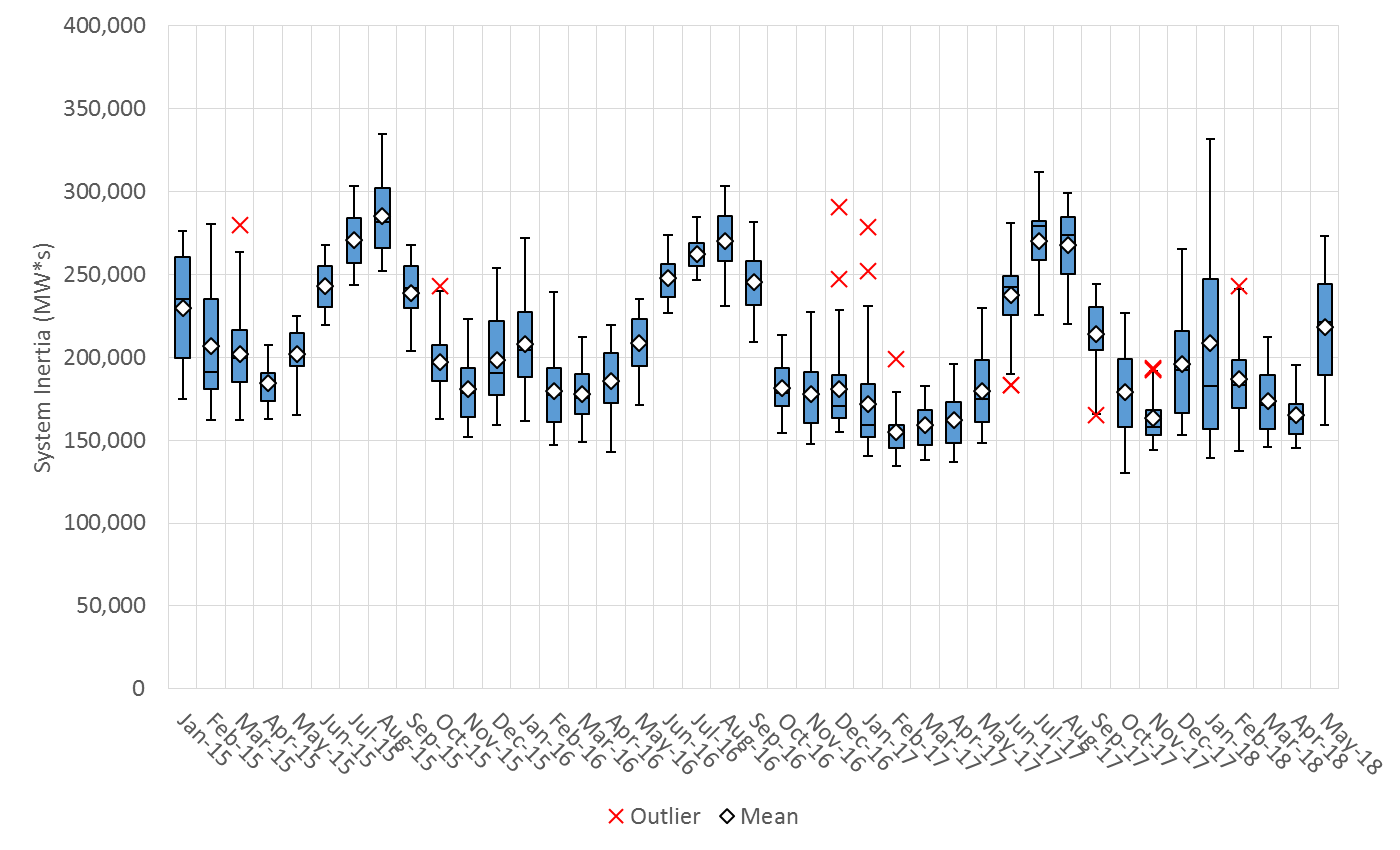 400,000
350,000
300,000
250,000
200,000
150,000
100,000
50,000
0
System Inertia (MW*s)
Jan-15
Feb-15
Mar-15
Apr-15
May-15
Jun-15
Jul-15
Aug-15
Sep-15
Oct-15
Nov-15
Dec-15
Jan-16
Feb-16
Mar-16
Apr-16
May-16
Jun-16
Jul-16
Aug-16
Sep-16
Oct-16
Nov-16
Dec-16
Jan-17
Feb-17
Mar-17
Apr-17
May-17
Jun-17
Jul-17
Aug-17
Sep-17
Oct-17
Nov-17
Dec-17
Jan-18
Feb-18
Mar-18
Apr-18
May-18
Outlier
Mean